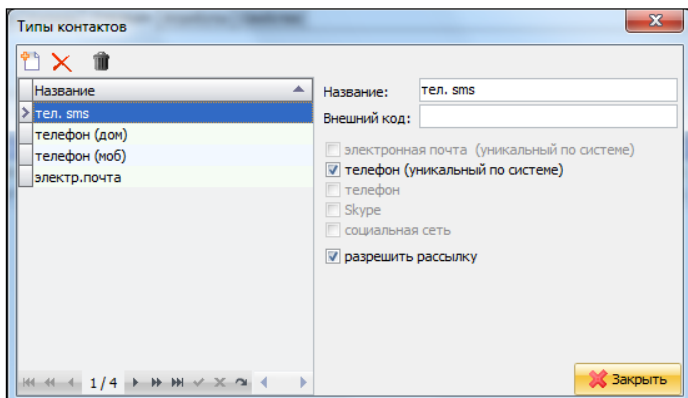 Типы контактов
Название
тел. sms
телефон (дом)
телефон (моб)
электр.почта
1 / 4
Название: тел. sms
Внешний код:
электронная почта (уникальный по системе)
телефон (уникальный по системе)
телефон
Skype
социальная сеть
разрешить рассылку
Закрыть